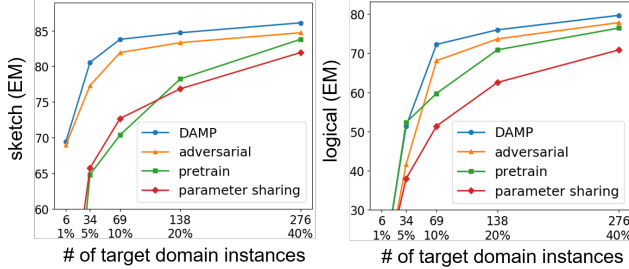 sketch (EM)
85
80
75
70
65
60
DAMP
adversarial
pretrain
parameter sharing
6 34 69 138 276
1% 5% 10% 20% 40%
# of target domain instances
logical (EM)
80
70
60
50
40
30
DAMP
adversarial
pretrain
parameter sharing
6 34 69 138 276
1% 5% 10% 20% 40%
# of target domain instances